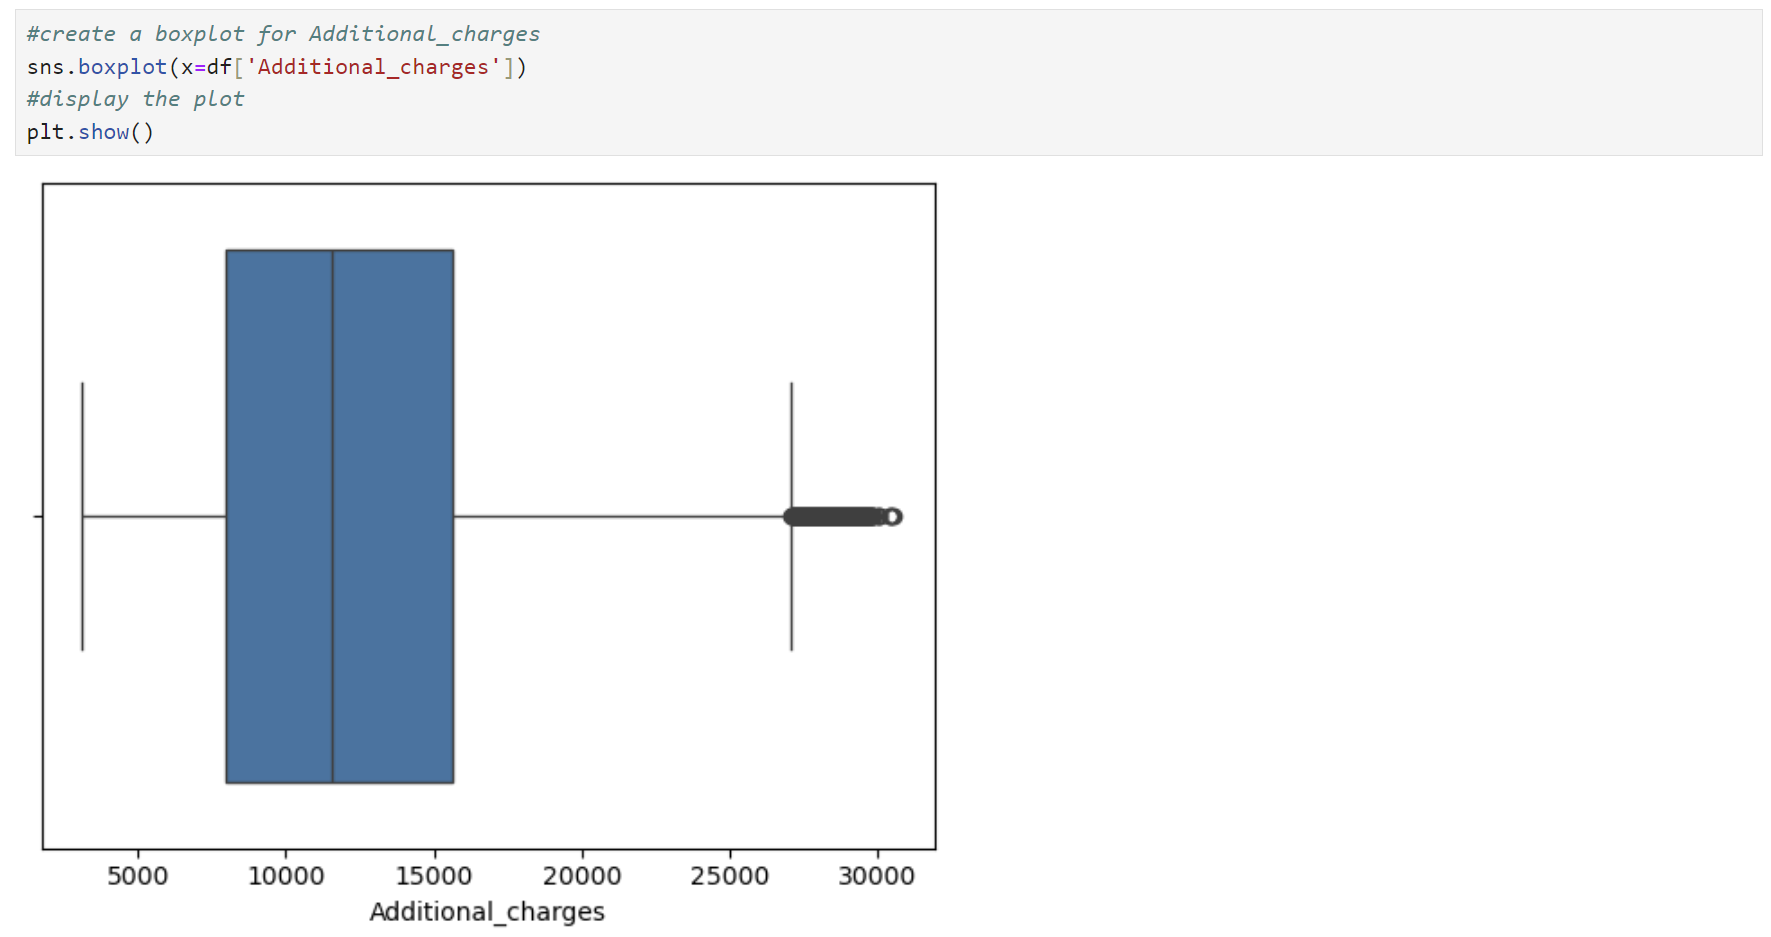 #create a boxplot for Additional_charges
sns.boxplot(x=df['Additional_charges'])
#display the plot
plt.show()
5000 10000 15000 20000 25000 30000
Additional_charges